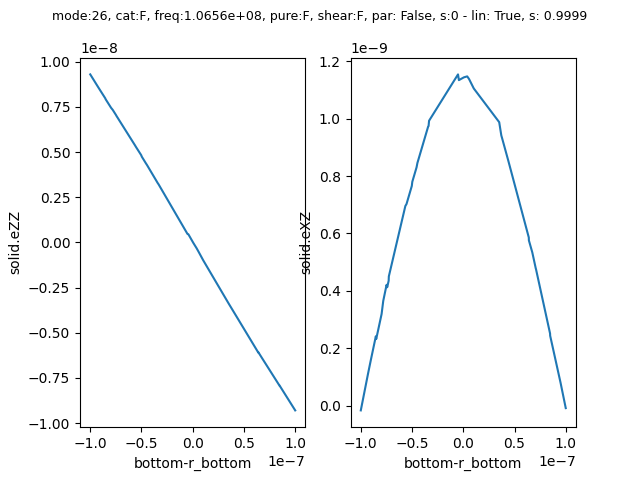 mode:26, cat:F, freq:1.0656e+08, pure:F, shear:F, par: False, s:0 - lin: True, s: 0.9999
1e−8
1.00
0.75
0.50
0.25
0.00
−0.25
−0.50
−0.75
−1.00
solid.eZZ
−1.0 −0.5 0.0 0.5 1.0
bottom-r_bottom 1e−7
1e−9
1.2
1.0
0.8
0.6
0.4
0.2
0.0
solid.eXZ
−1.0 −0.5 0.0 0.5 1.0
bottom-r_bottom 1e−7